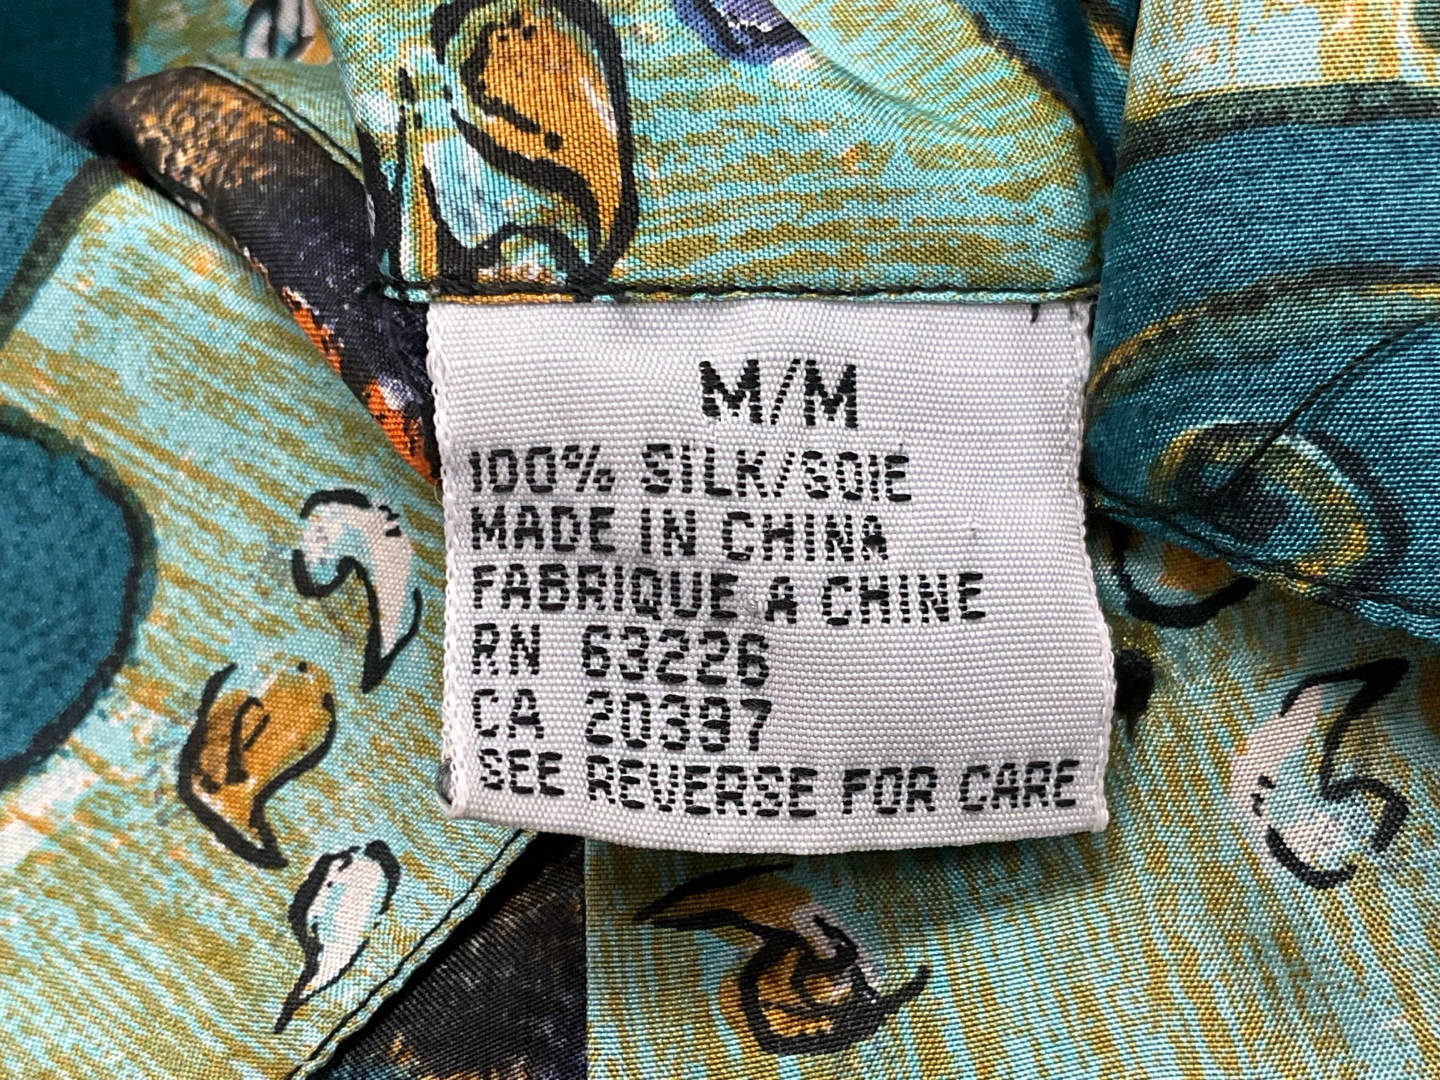 M/M
100% SILK/SOIE
MADE IN CHINA
FABRIQUE A CHINE
RN 63226
CA 20397
SEE REVERSE FOR CARE